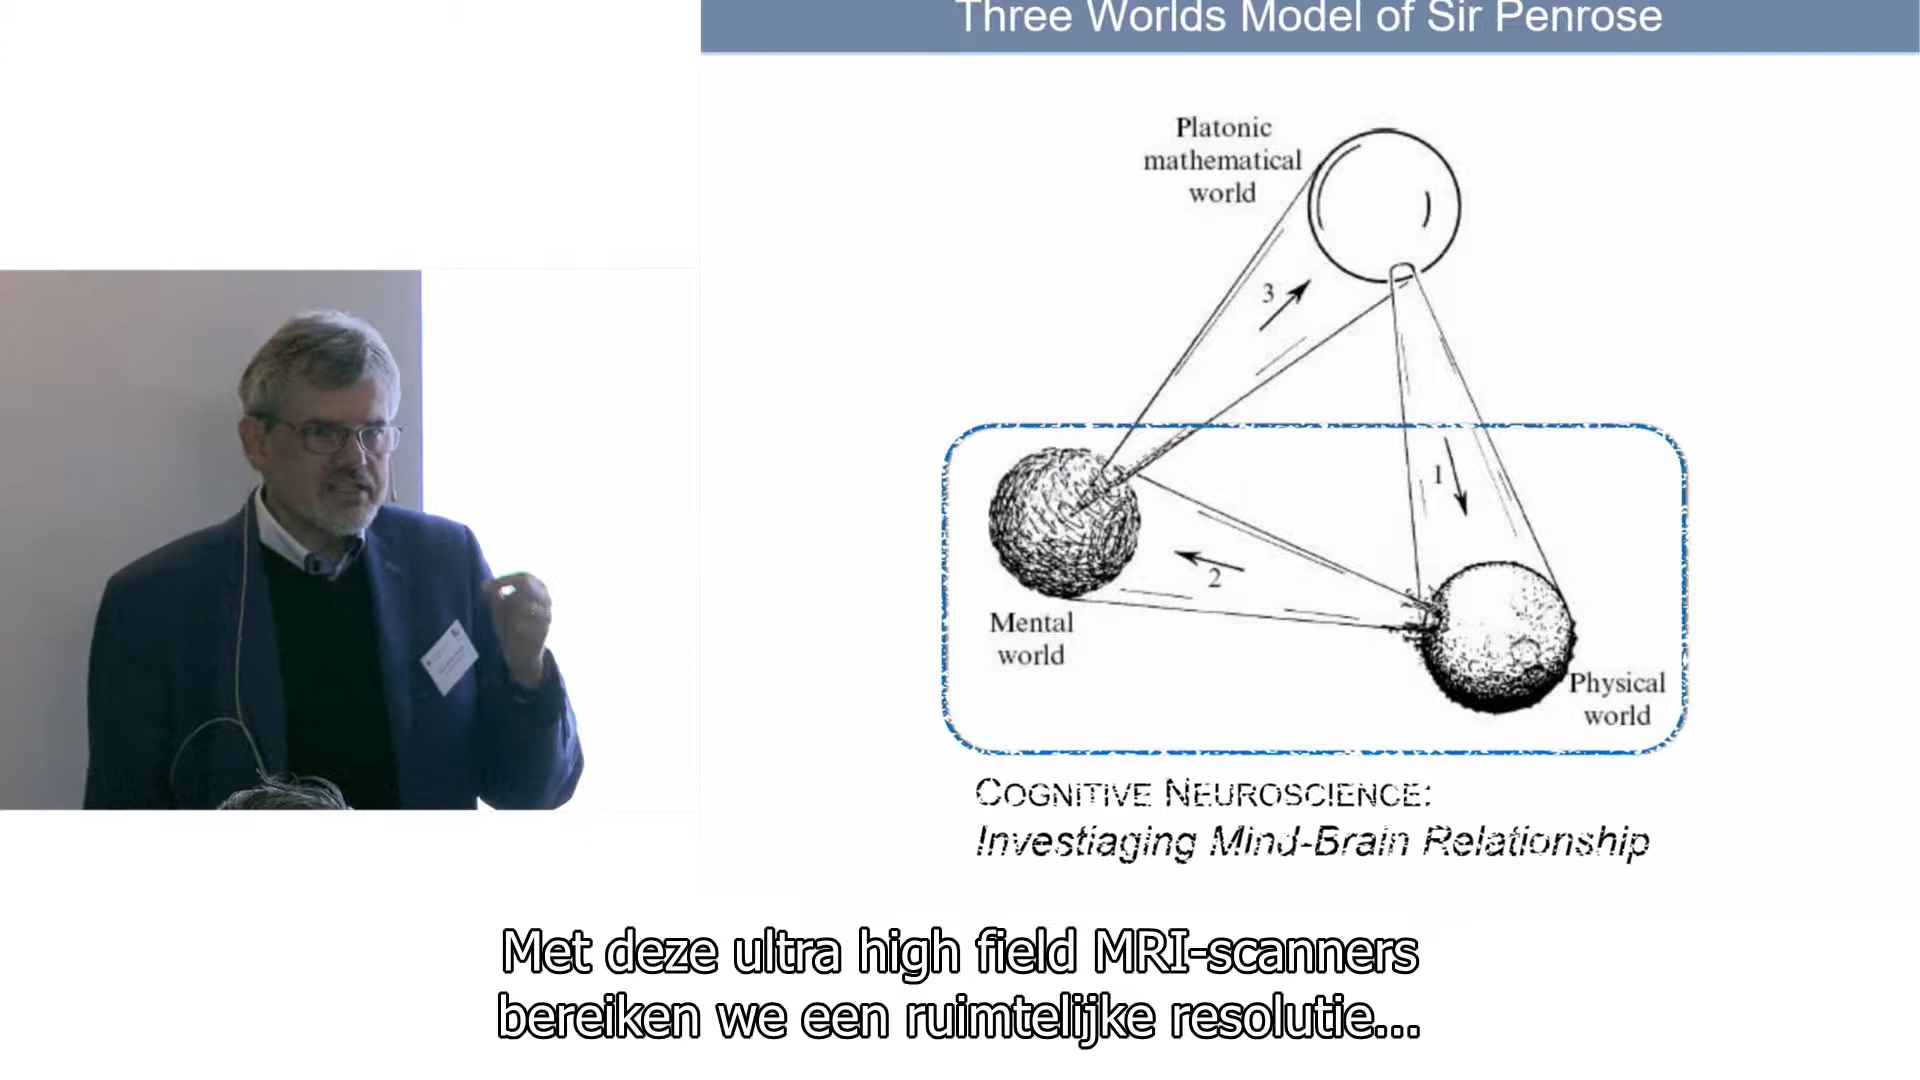 Three Worlds Model of Sir Penrose
Platonic
mathematical
world
3
1
2
Mental
world
Physical
world
COGNITIVE NEUROSCIENCE:
Investiaging Mind-Brain Relationship
Met deze ultra high field MRI-scanners
bereiken we een ruimtelijke resolutie...